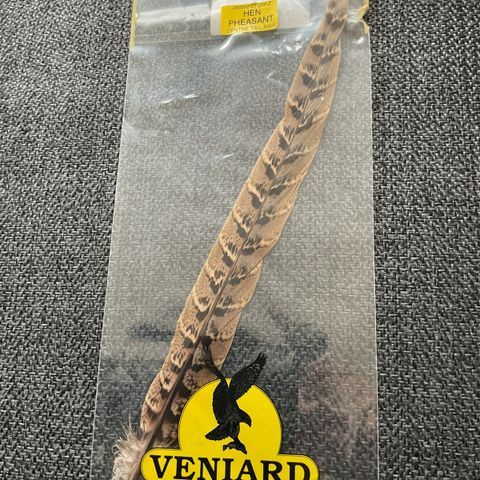 HEN
PHEASANT
CENTRE TAIL PAIR
VENIARD